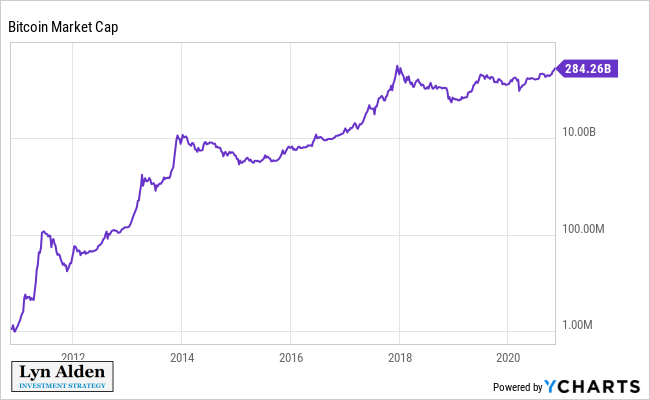 Bitcoin Market Cap
284.26B
10.00B
100.00M
1.00M
2012 2014 2016 2018 2020
Lyn Alden
INVESTMENT STRATEGY
Powered by YCHARTS